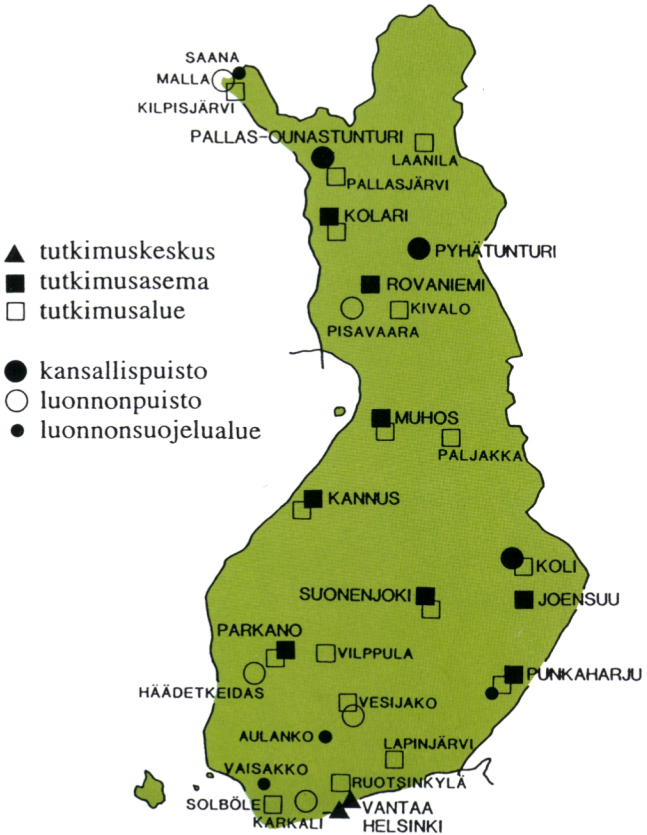 SAANA
MALLA
KILPISJÄRVI
PALLAS-OUNASTUNTURI
LAANILA
PALLASJÄRVI
KOLARI
PYHÄTUNTURI
tutkimuskeskus
tutkimusasema
tutkimusalue
ROVANIEMI
KIVALO
PISAVAARA
kansallispuisto
luonnonpuisto
luonnonsuojelualue
MUHOS
PALJAKKA
KANNUS
KOLI
SUONENJOKI
JOENSUU
PARKANO
VILPPULA
PUNKAHARJU
HÄÄDETKEIDAS
VESIJAKO
AULANKO
LAPINJÄRVI
VAISAKKO
RUOTSINKYLÄ
SOLBÖLE
KARKALI
VANTAA
HELSINKI